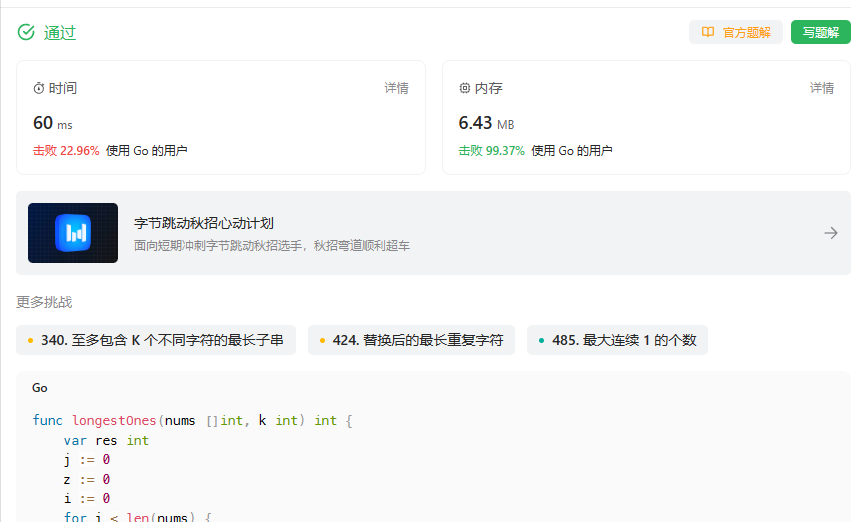 通过
官方题解
写题解
时间
详情
60 ms
击败 22.96% 使用 Go 的用户
内存
详情
6.43 MB
击败 99.37% 使用 Go 的用户
字节跳动秋招心动计划
面向短期冲刺字节跳动秋招选手，秋招弯道顺利超车
更多挑战
340. 至多包含 K 个不同字符的最长子串
424. 替换后的最长重复字符
485. 最大连续 1 的个数
Go
func longestOnes(nums []int, k int) int {
    var res int
    j := 0
    z := 0
    i := 0
    for i < len(nums) {